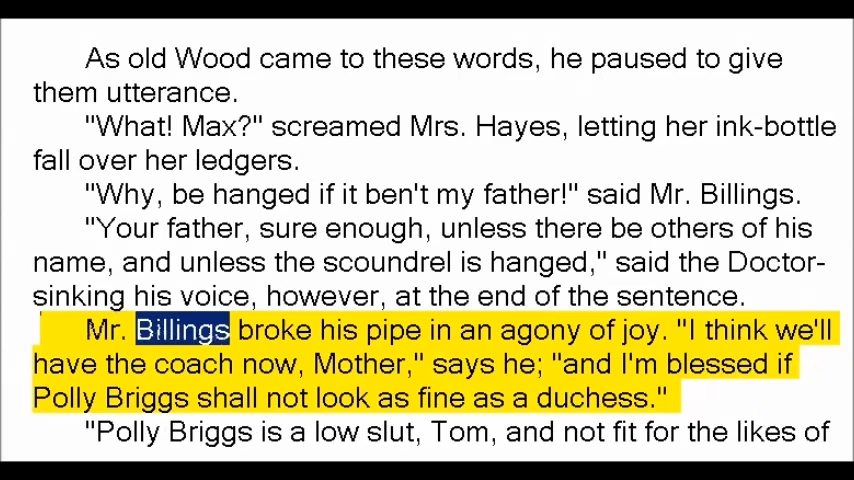 As old Wood came to these words, he paused to give
them utterance.
"What! Max?" screamed Mrs. Hayes, letting her ink-bottle
fall over her ledgers.
"Why, be hanged if it ben't my father!" said Mr. Billings.
"Your father, sure enough, unless there be others of his
name, and unless the scoundrel is hanged," said the Doctor-
sinking his voice, however, at the end of the sentence.
Mr. Billings broke his pipe in an agony of joy. "I think we'll
have the coach now, Mother," says he; "and I'm blessed if
Polly Briggs shall not look as fine as a duchess."
"Polly Briggs is a low slut, Tom, and not fit for the likes of